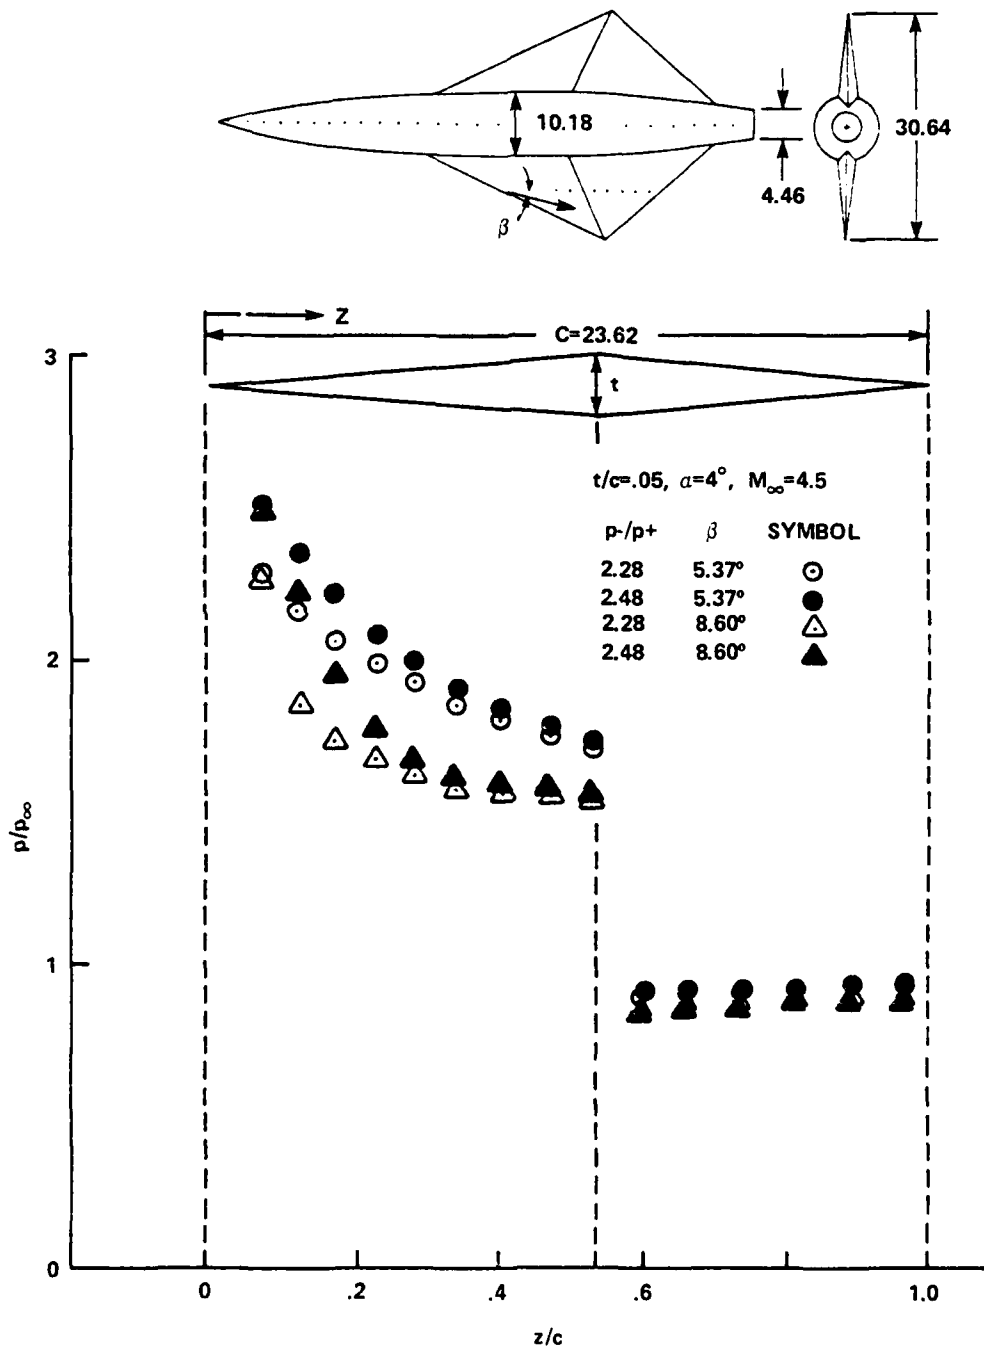 10.18
30.64
4.46
β
Z
C=23.62
t
t/c=.05, α=4°, M∞=4.5
p-/p+ β SYMBOL
2.28 5.37°
2.48 5.37°
2.28 8.60°
2.48 8.60°
3
2
1
0
p/p∞
0 .2 .4 .6 .8 1.0
z/c